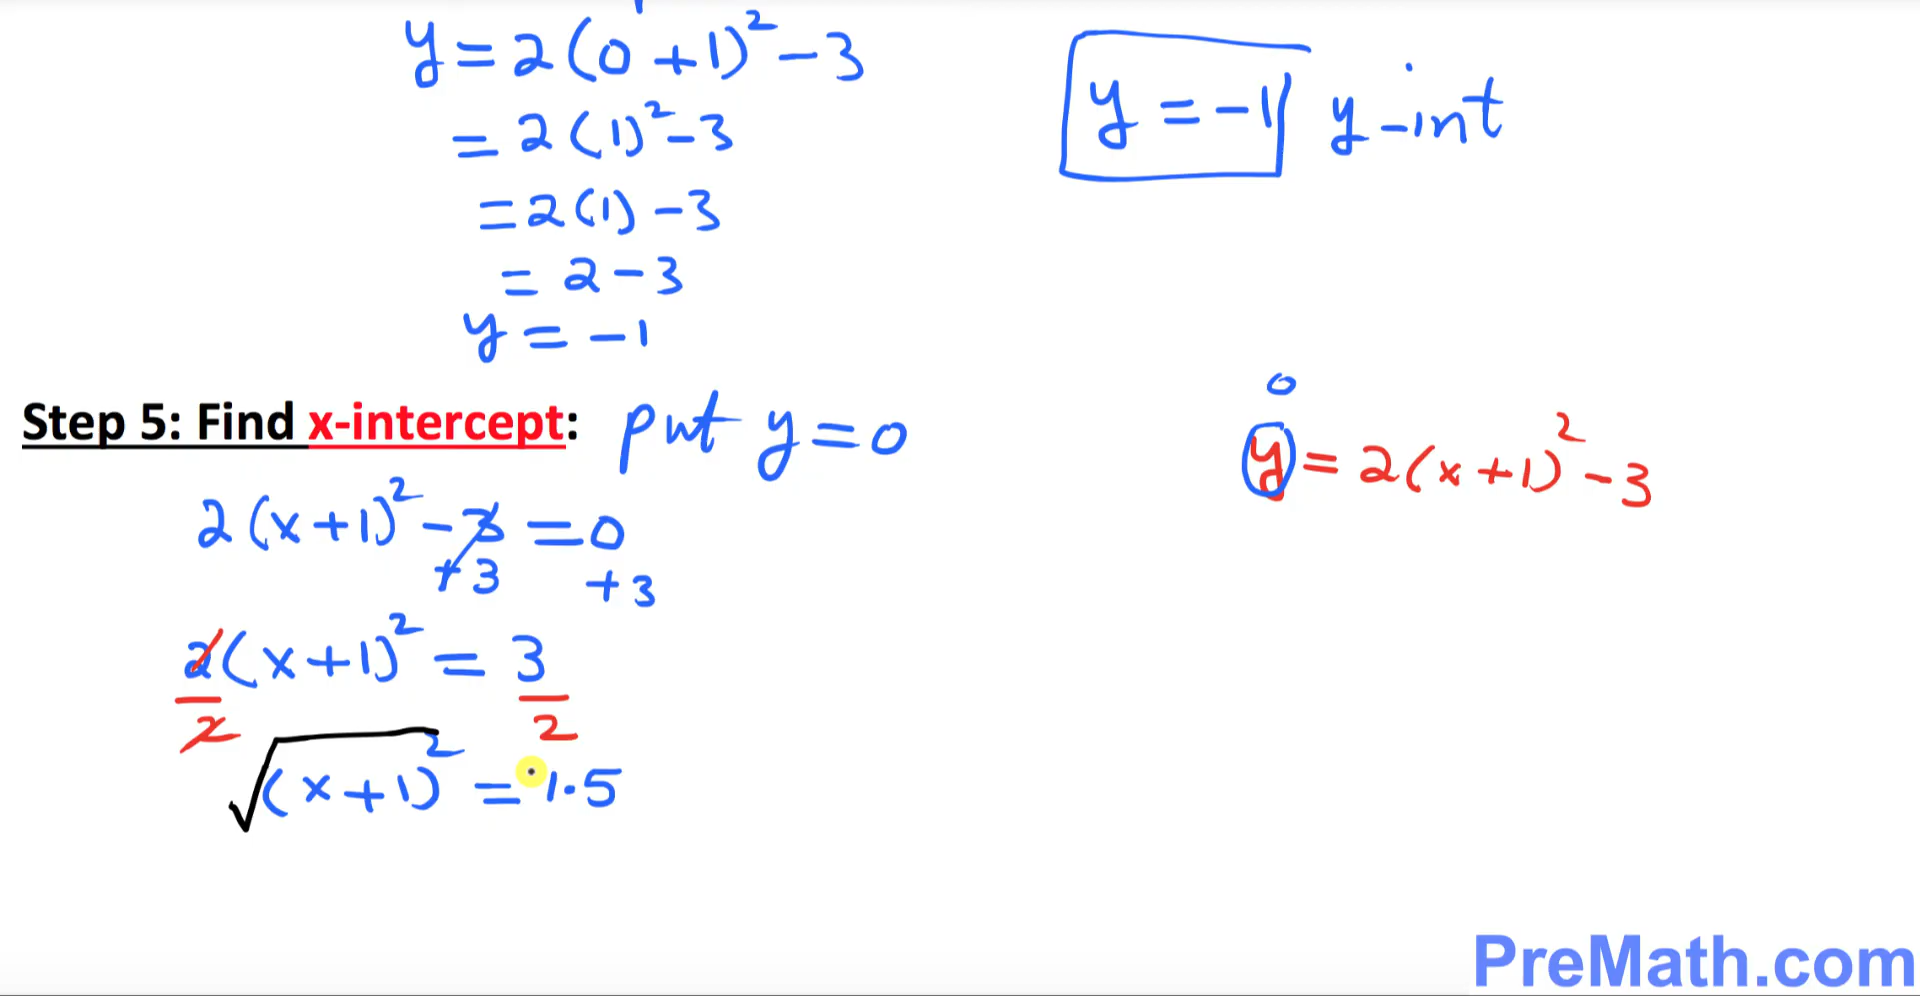 y = 2(0+1)² - 3
= 2(1)² - 3
= 2(1) - 3
= 2 - 3
y = -1
y = -1 y-int
Step 5: Find x-intercept: put y = 0
0
y = 2(x+1)² - 3
2(x+1)² - 3 = 0
+3 +3
2(x+1)² = 3
2 2
√(x+1)² = 1.5
PreMath.com